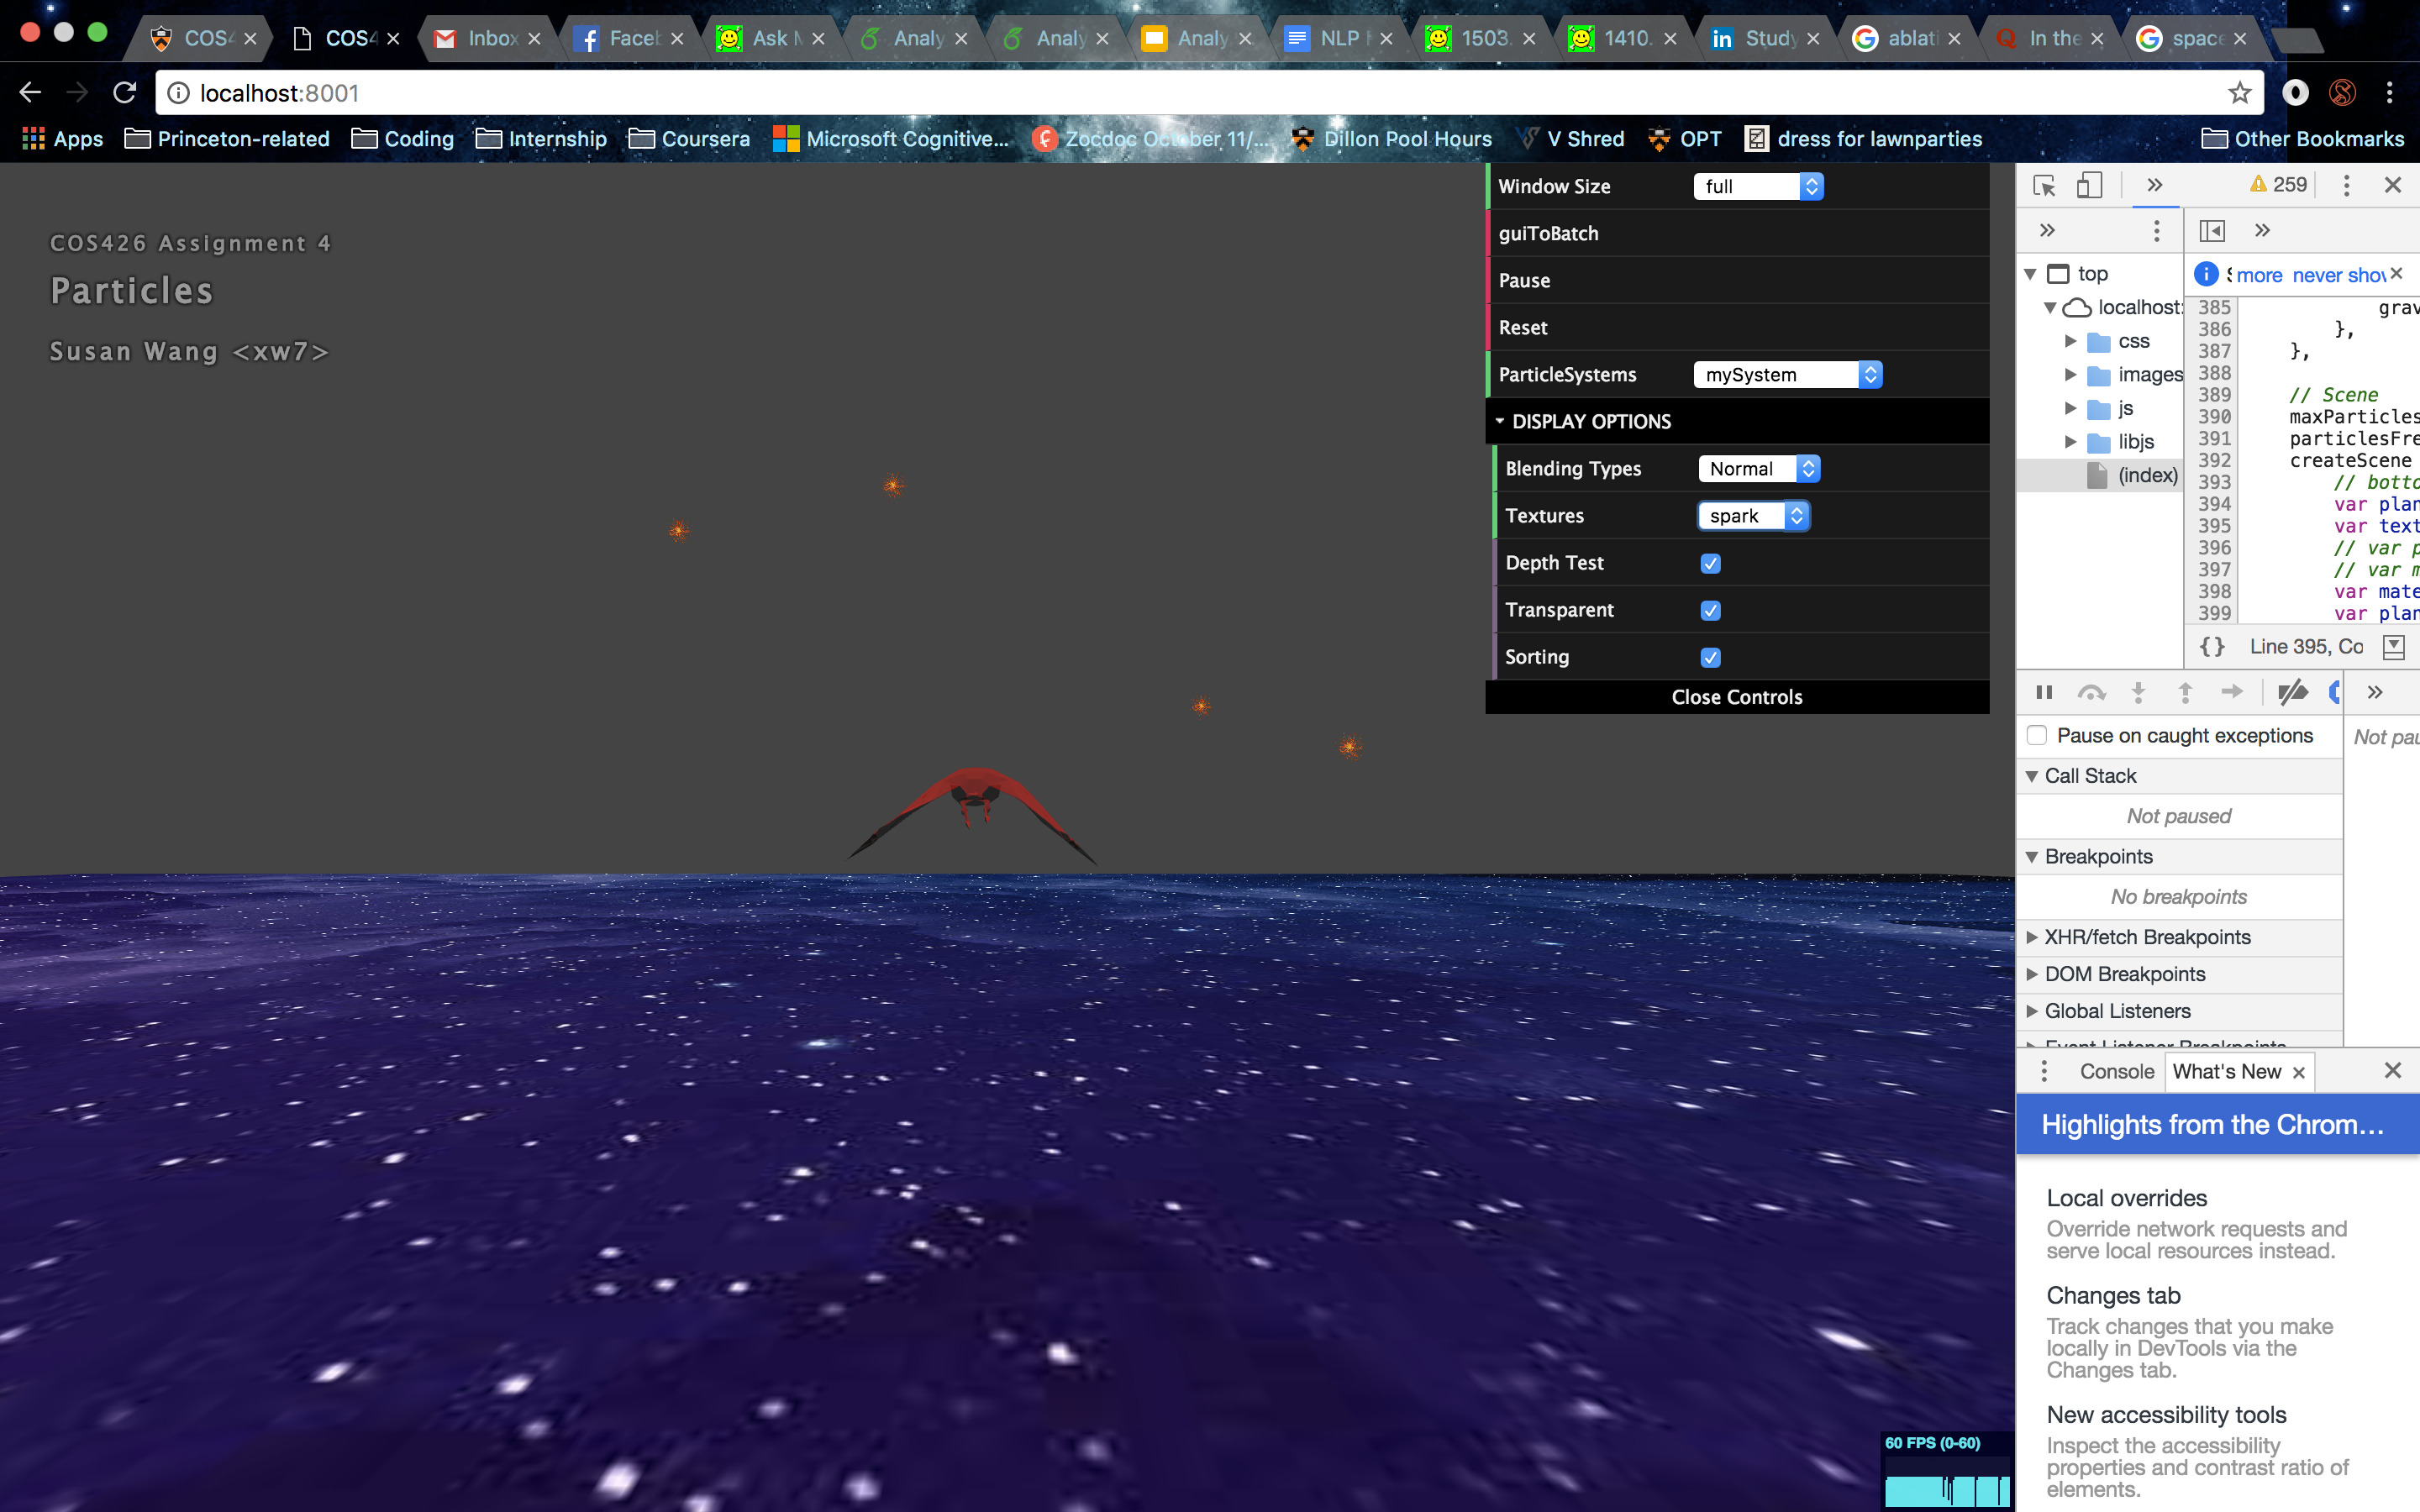 COS4
COS4
Inbox
Faceb
Ask M
Analy
Analy
Analy
NLP
1503.
1410.
Study
ablati
In the
space
localhost:8001
Apps
Princeton-related
Coding
Internship
Coursera
Microsoft Cognitive...
Zocdoc October 11/...
Dillon Pool Hours
V Shred
OPT
dress for lawnparties
Other Bookmarks
COS426 Assignment 4
Particles
Susan Wang <xw7>
Window Size full
guiToBatch
Pause
Reset
ParticleSystems mySystem
DISPLAY OPTIONS
Blending Types Normal
Textures spark
Depth Test
Transparent
Sorting
Close Controls
60 FPS (0-60)
259
top
localhost:
css
images
js
libjs
(index)
more never show
385 grav
386 },
387 },
388
389 // Scene
390 maxParticles
391 particlesFre
392 createScene
393 // botto
394 var plan
395 var text
396 // var p
397 // var m
398 var mate
399 var plan
{} Line 395, Co
Pause on caught exceptions
Not pau
Call Stack
Not paused
Breakpoints
No breakpoints
XHR/fetch Breakpoints
DOM Breakpoints
Global Listeners
Event Listener Breakpoints
Console What's New
Highlights from the Chrom...
Local overrides
Override network requests and
serve local resources instead.
Changes tab
Track changes that you make
locally in DevTools via the
Changes tab.
New accessibility tools
Inspect the accessibility
properties and contrast ratio of
elements.